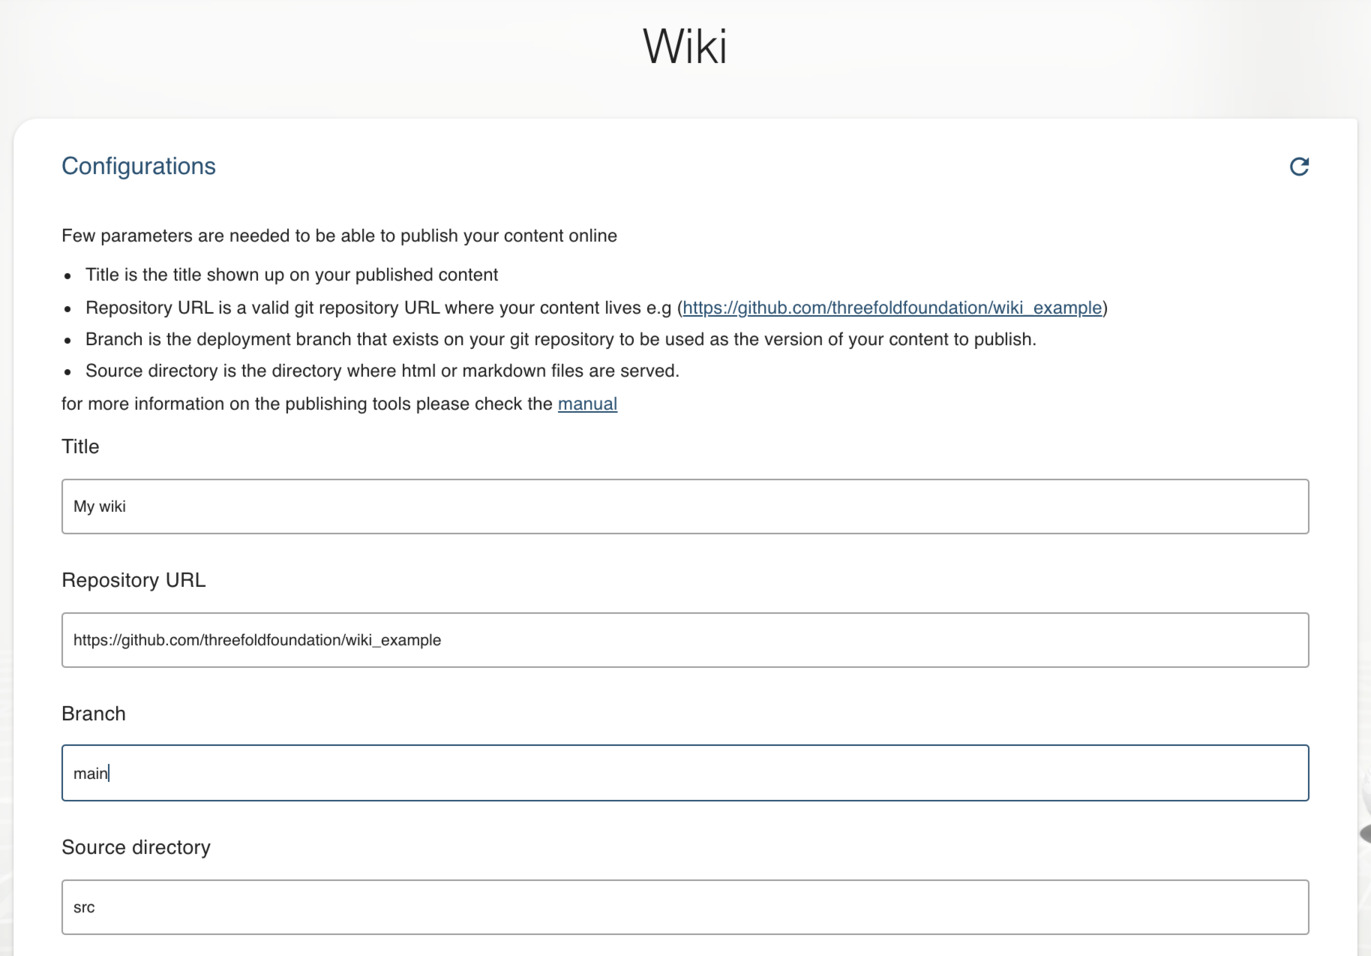 Wiki
Configurations
Few parameters are needed to be able to publish your content online
Title is the title shown up on your published content
Repository URL is a valid git repository URL where your content lives e.g (https://github.com/threefoldfoundation/wiki_example)
Branch is the deployment branch that exists on your git repository to be used as the version of your content to publish.
Source directory is the directory where html or markdown files are served.
for more information on the publishing tools please check the manual
Title
My wiki
Repository URL
https://github.com/threefoldfoundation/wiki_example
Branch
main
Source directory
src